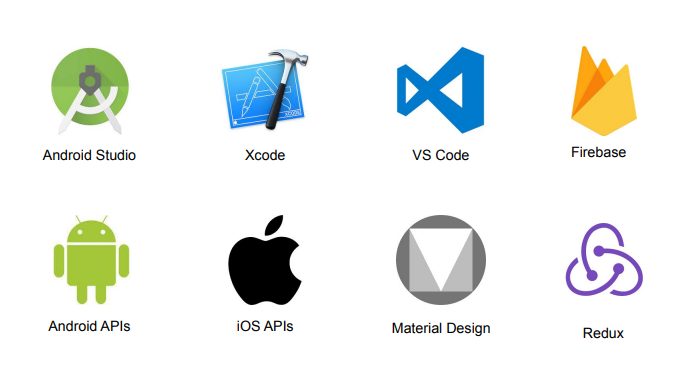 Android Studio
Xcode
VS Code
Firebase
Android APIs
iOS APIs
Material Design
Redux